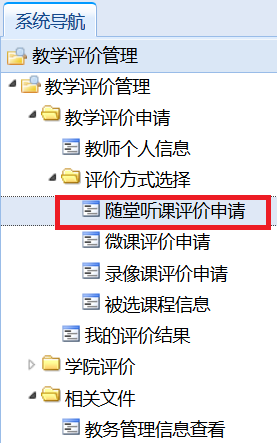 系统导航
教学评价管理
教学评价管理
教学评价申请
教师个人信息
评价方式选择
随堂听课评价申请
微课评价申请
录像课评价申请
被选课程信息
我的评价结果
学院评价
相关文件
教务管理信息查看